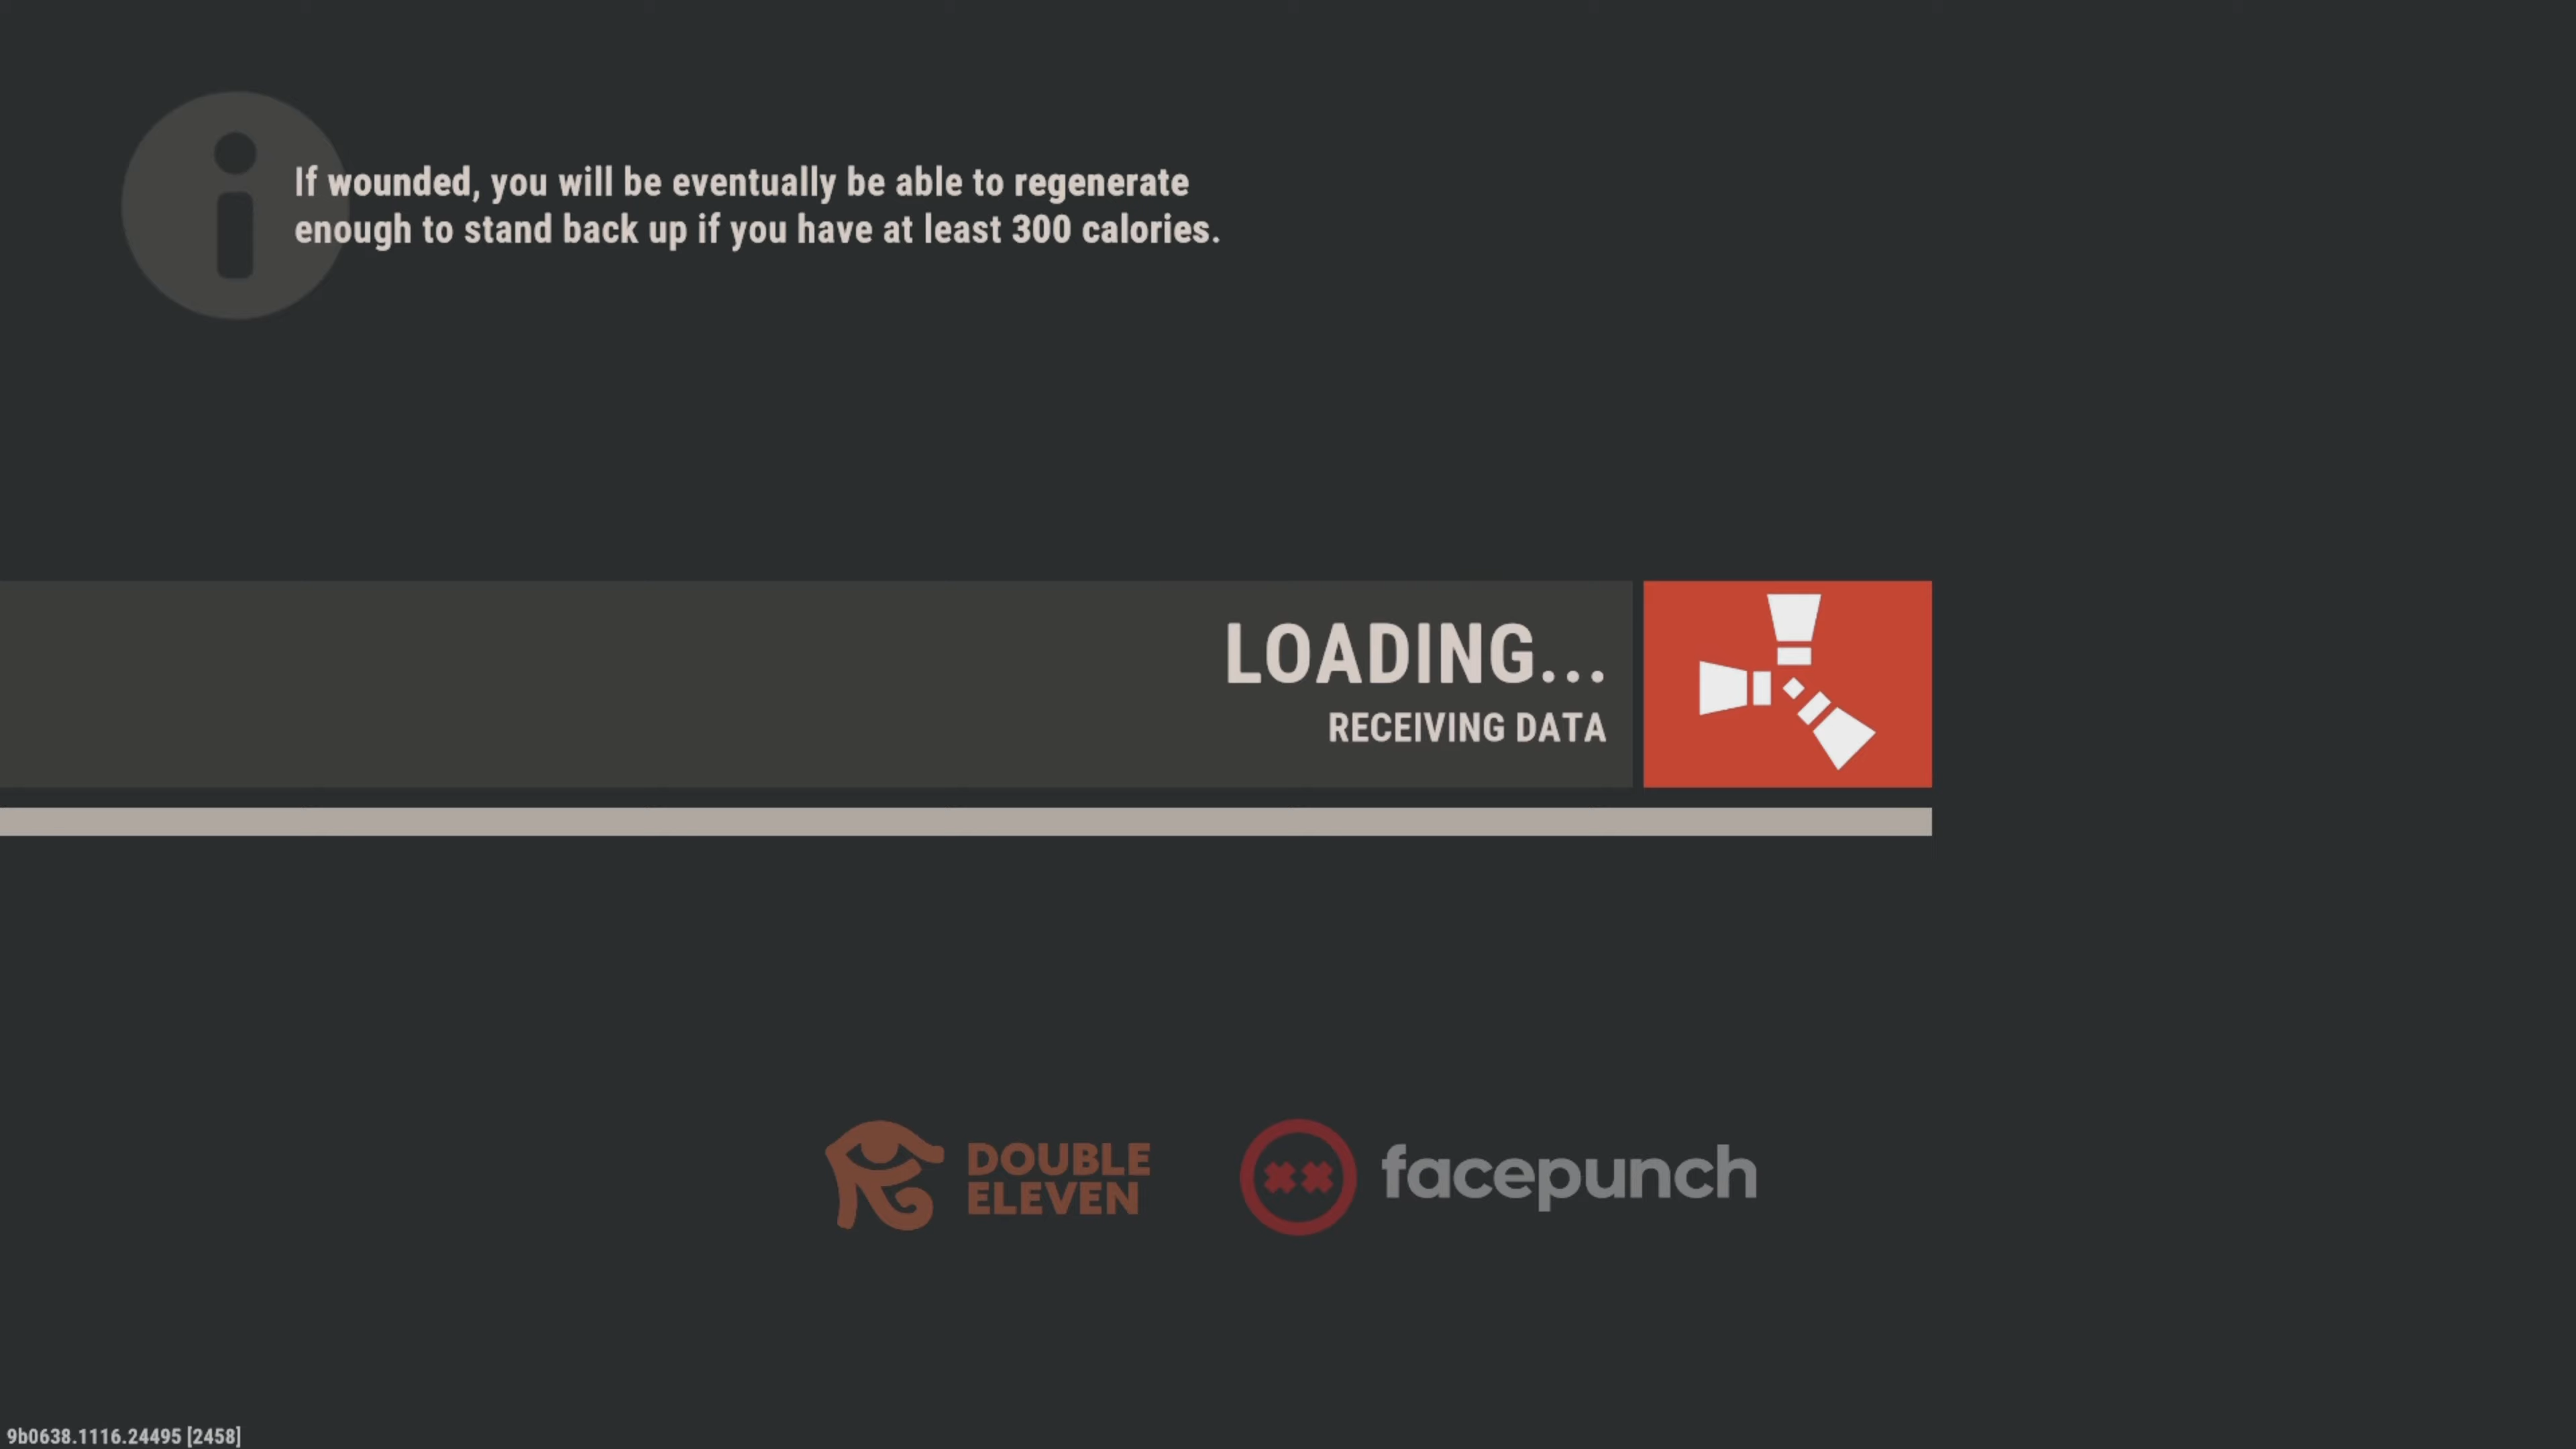 If wounded, you will be eventually be able to regenerate
enough to stand back up if you have at least 300 calories.
LOADING...
RECEIVING DATA
DOUBLE
ELEVEN
facepunch
9b0638.1116.24495 [2458]